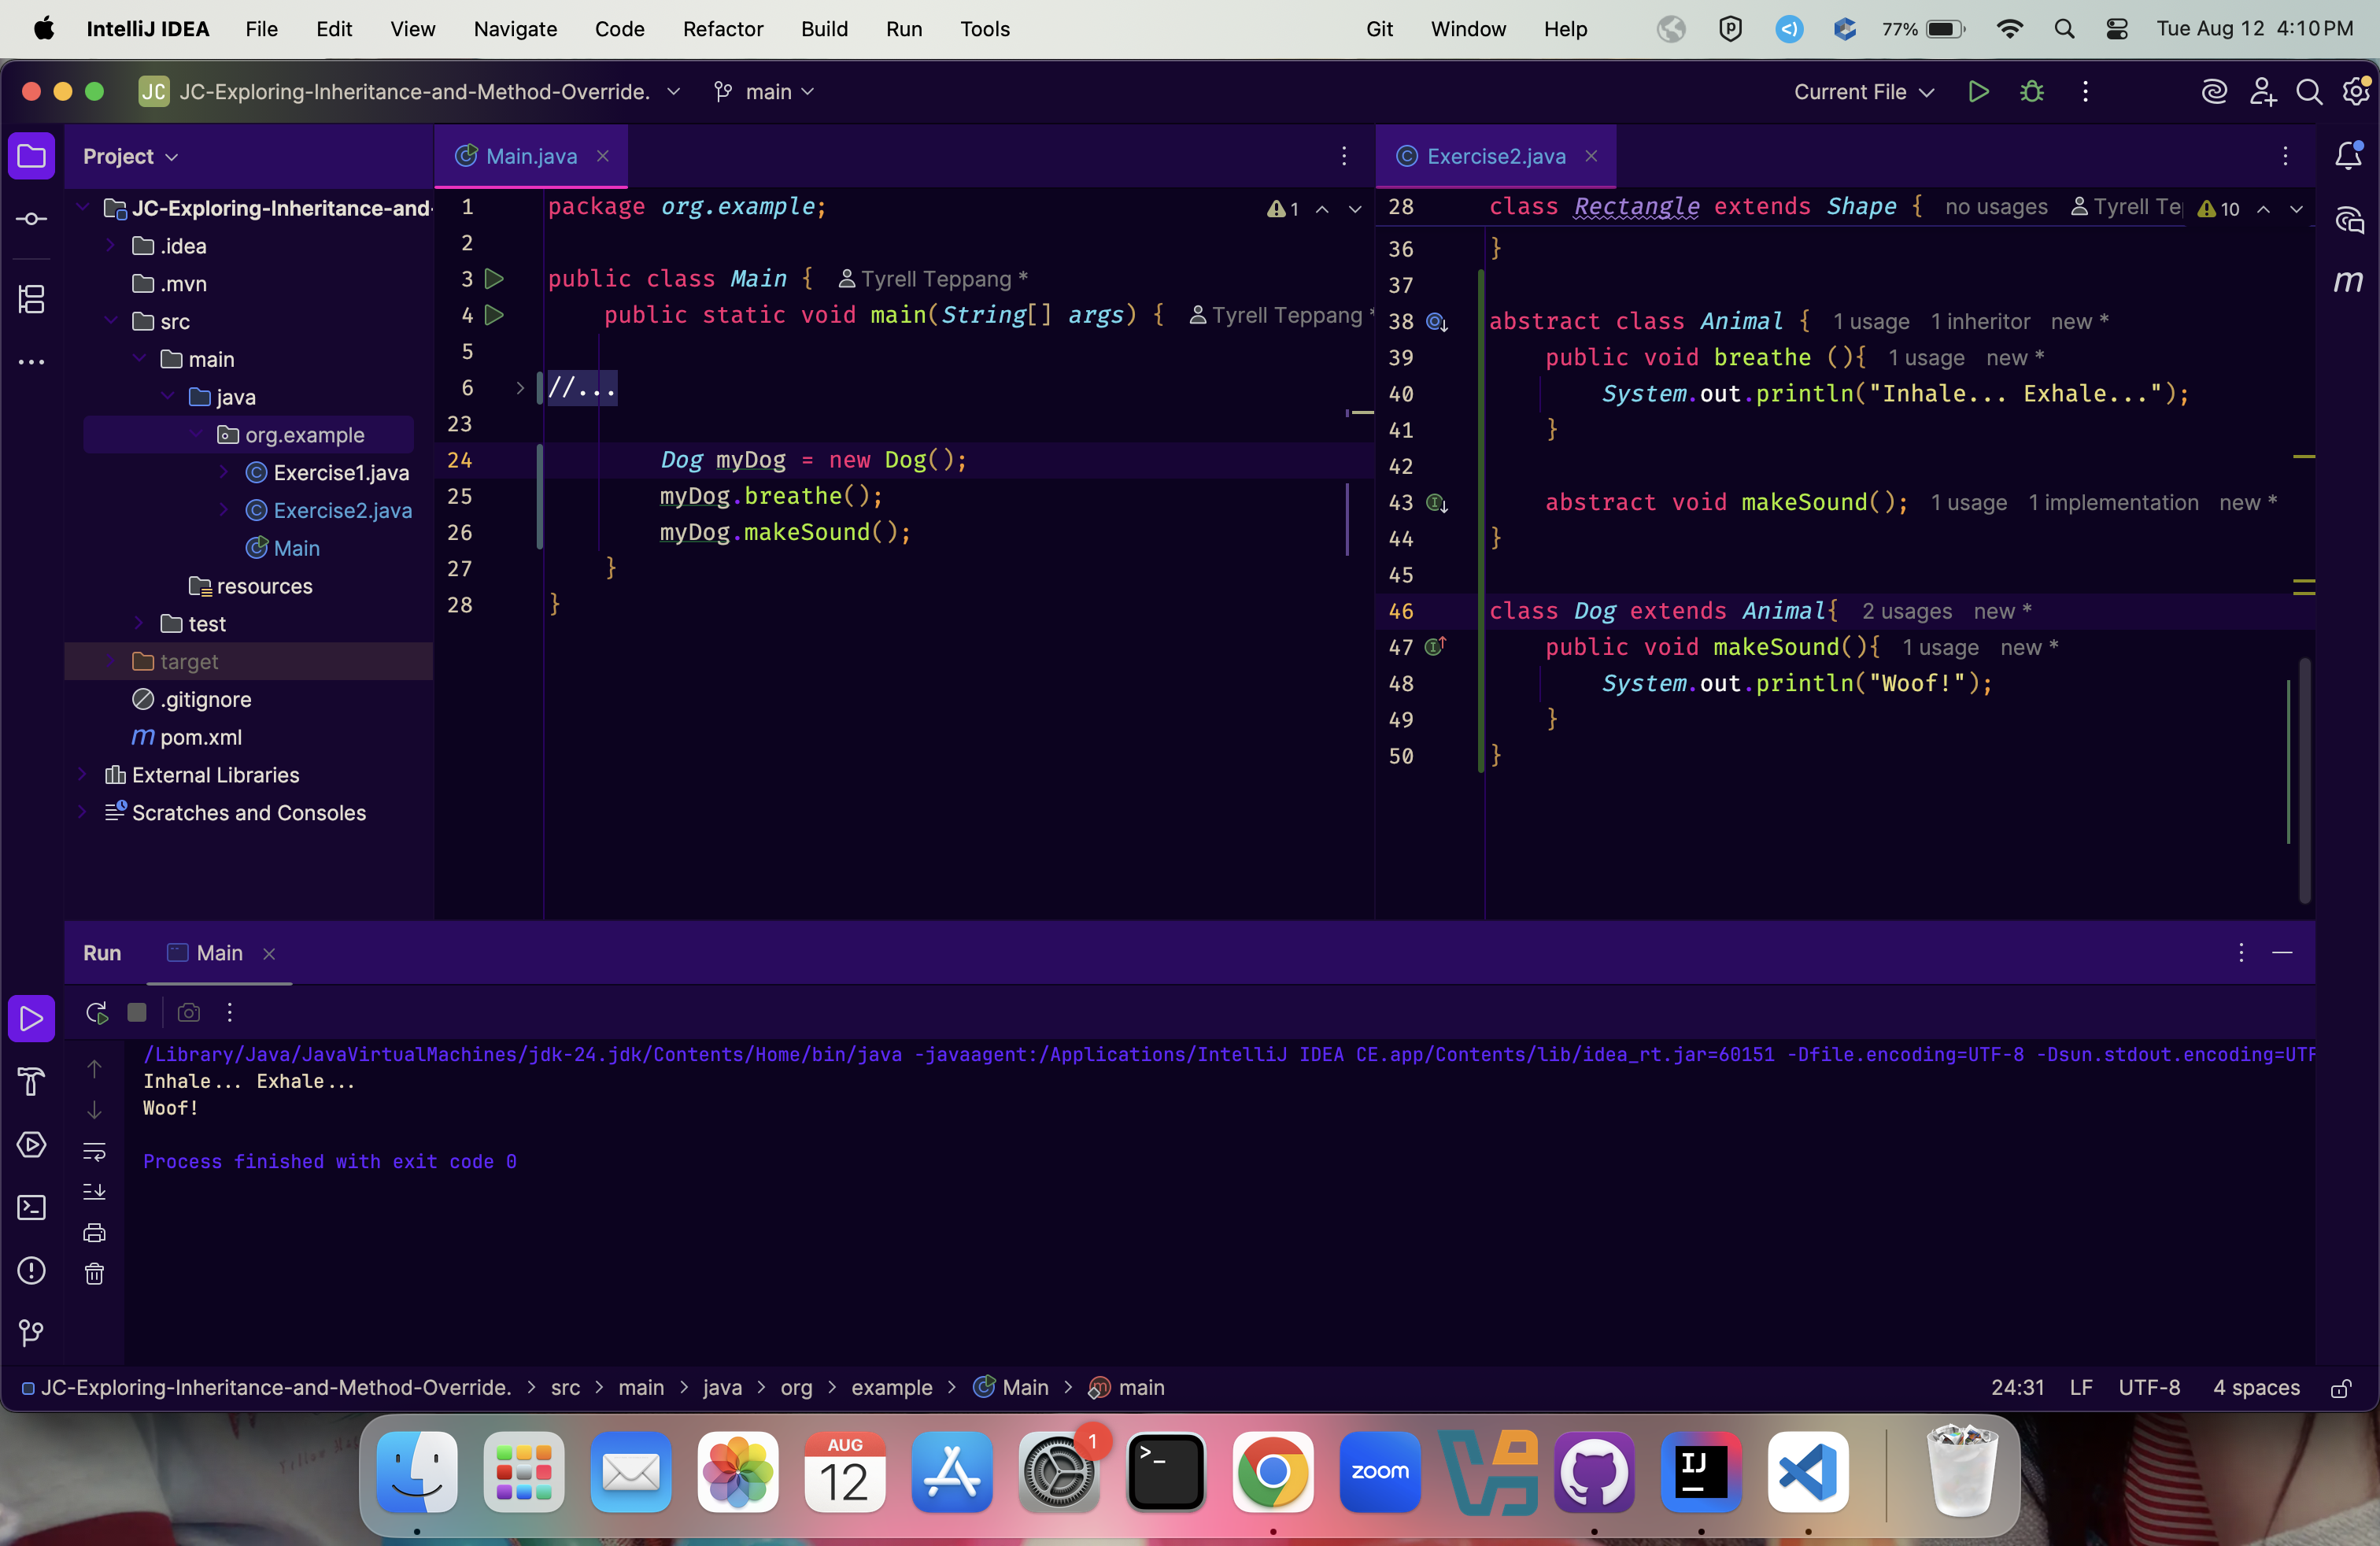 IntelliJ IDEA File Edit View Navigate Code Refactor Build Run Tools Git Window Help 77% Tue Aug 12 4:10 PM
JC JC-Exploring-Inheritance-and-Method-Override. main Current File
Project
Main.java
Exercise2.java
JC-Exploring-Inheritance-and-
.idea
.mvn
src
main
java
org.example
Exercise1.java
Exercise2.java
Main
resources
test
target
.gitignore
pom.xml
External Libraries
Scratches and Consoles
1 package org.example; 1
2
3 public class Main { Tyrell Teppang *
4 public static void main(String[] args) { Tyrell Teppang *
5
6 //...
23
24 Dog myDog = new Dog();
25 myDog.breathe();
26 myDog.makeSound();
27 }
28 }
28 class Rectangle extends Shape { no usages Tyrell Te 10
36 }
37
38 abstract class Animal { 1 usage 1 inheritor new *
39 public void breathe (){ 1 usage new *
40 System.out.println("Inhale... Exhale...");
41 }
42
43 abstract void makeSound(); 1 usage 1 implementation new *
44 }
45
46 class Dog extends Animal{ 2 usages new *
47 public void makeSound(){ 1 usage new *
48 System.out.println("Woof!");
49 }
50 }
m
Run Main
/Library/Java/JavaVirtualMachines/jdk-24.jdk/Contents/Home/bin/java -javaagent:/Applications/IntelliJ IDEA CE.app/Contents/lib/idea_rt.jar=60151 -Dfile.encoding=UTF-8 -Dsun.stdout.encoding=UTF
Inhale... Exhale...
Woof!
Process finished with exit code 0
JC-Exploring-Inheritance-and-Method-Override. > src > main > java > org > example > Main > main 24:31 LF UTF-8 4 spaces
AUG
12
1
zoom
IJ